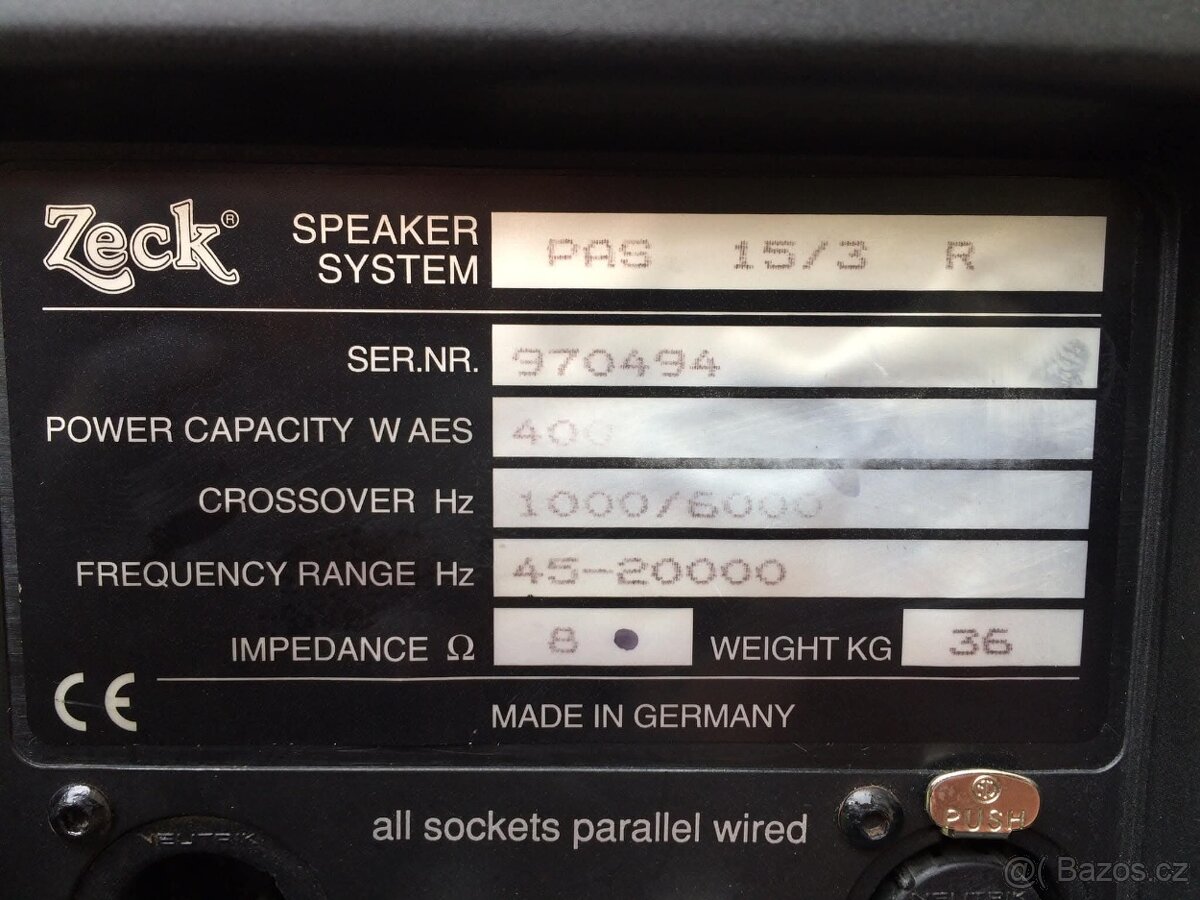 Zeck® SPEAKER SYSTEM PAS 15/3 R
SER.NR. 970494
POWER CAPACITY W AES 400
CROSSOVER Hz 1000/6000
FREQUENCY RANGE Hz 45-20000
IMPEDANCE Ω 8 WEIGHT KG 36
CE MADE IN GERMANY
all sockets parallel wired
PUSH
NEUTRIK
NEUTRIK
@( Bazos.cz